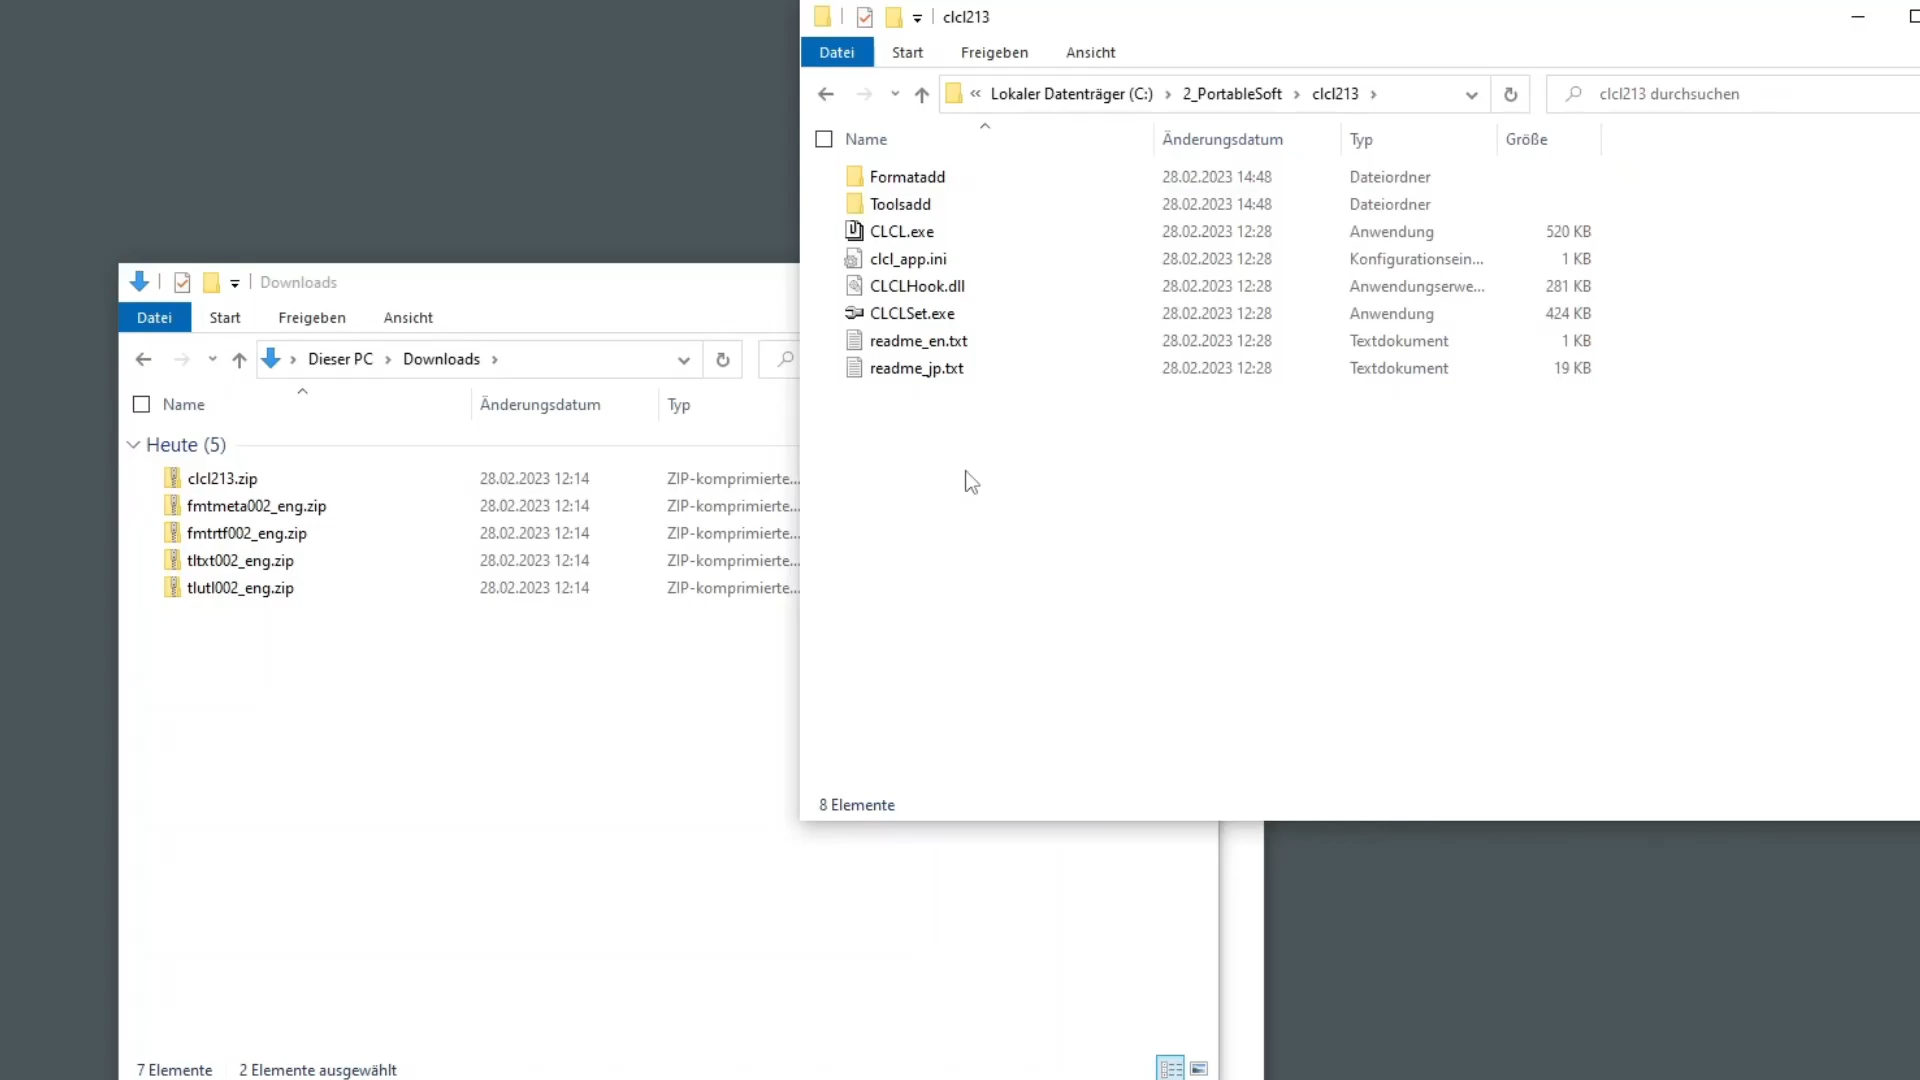 clcl213
Datei Start Freigeben Ansicht
« Lokaler Datenträger (C:) › 2_PortableSoft › clcl213 › clcl213 durchsuchen
Name Änderungsdatum Typ Größe
Formatadd 28.02.2023 14:48 Dateiordner
Toolsadd 28.02.2023 14:48 Dateiordner
CLCL.exe 28.02.2023 12:28 Anwendung 520 KB
clcl_app.ini 28.02.2023 12:28 Konfigurationsein... 1 KB
CLCLHook.dll 28.02.2023 12:28 Anwendungserwe... 281 KB
CLCLSet.exe 28.02.2023 12:28 Anwendung 424 KB
readme_en.txt 28.02.2023 12:28 Textdokument 1 KB
readme_jp.txt 28.02.2023 12:28 Textdokument 19 KB
8 Elemente
Downloads
Datei Start Freigeben Ansicht
› Dieser PC › Downloads ›
Name Änderungsdatum Typ
Heute (5)
clcl213.zip 28.02.2023 12:14 ZIP-komprimierte...
fmtmeta002_eng.zip 28.02.2023 12:14 ZIP-komprimierte...
fmtrtf002_eng.zip 28.02.2023 12:14 ZIP-komprimierte...
tltxt002_eng.zip 28.02.2023 12:14 ZIP-komprimierte...
tlutl002_eng.zip 28.02.2023 12:14 ZIP-komprimierte...
7 Elemente 2 Elemente ausgewählt